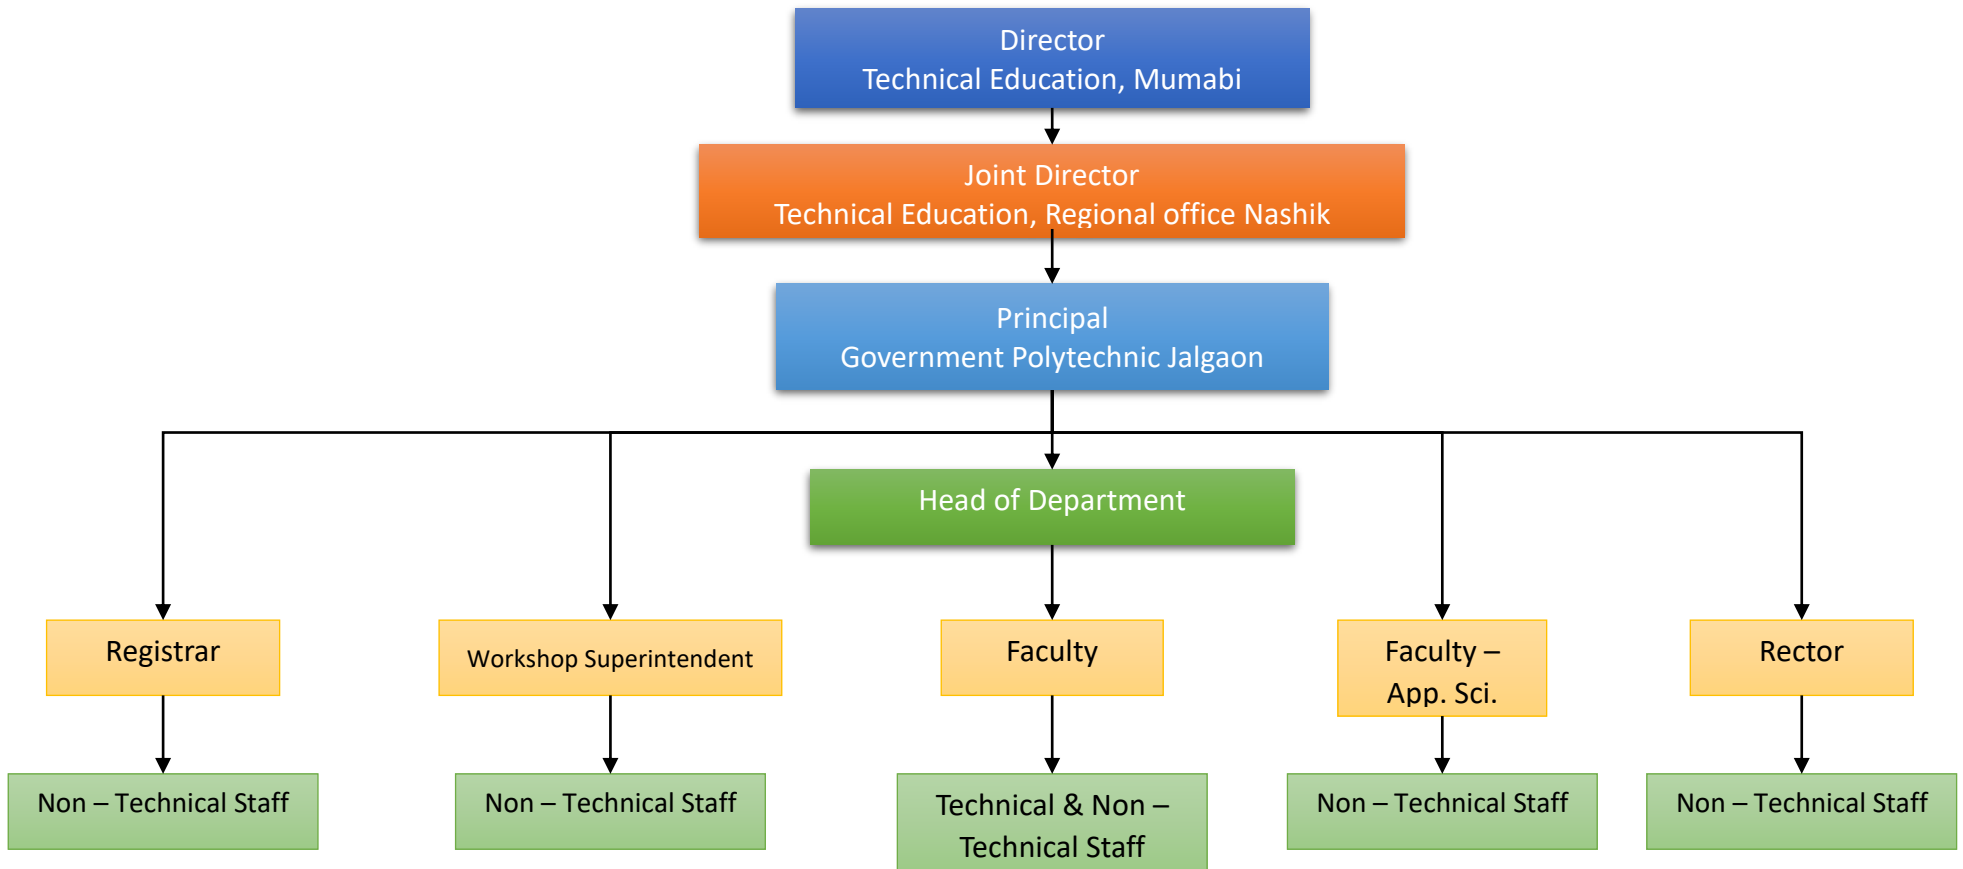 Director
Technical Education, Mumabi
Joint Director
Technical Education, Regional office Nashik
Principal
Government Polytechnic Jalgaon
Head of Department
Registrar
Workshop Superintendent
Faculty
Faculty –
App. Sci.
Rector
Non – Technical Staff
Non – Technical Staff
Technical & Non –
Technical Staff
Non – Technical Staff
Non – Technical Staff